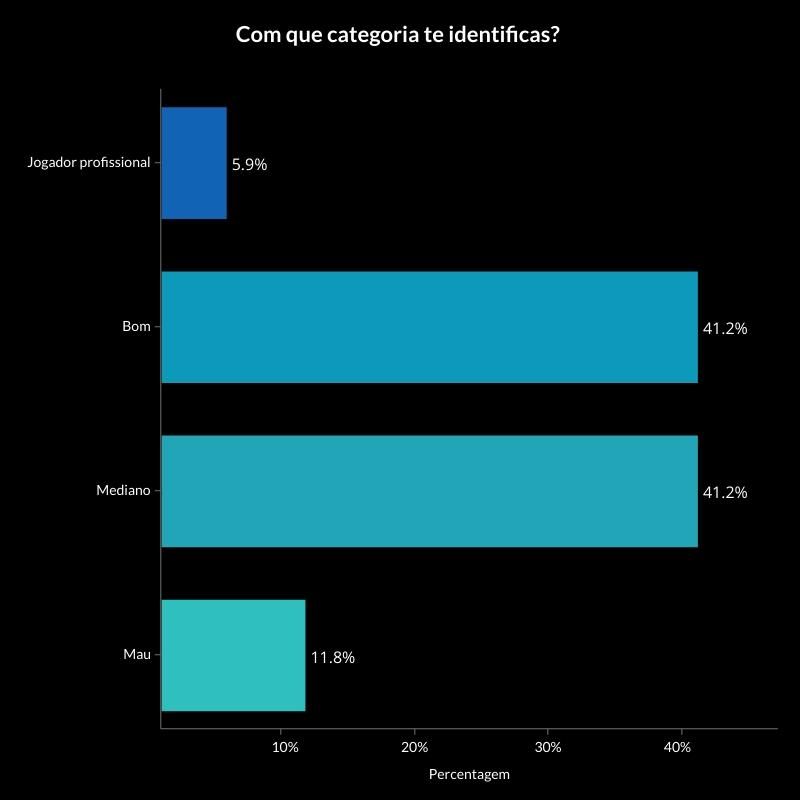 Com que categoria te identificas?
Jogador profissional
5.9%
Bom
41.2%
Mediano
41.2%
Mau
11.8%
10%
20%
30%
40%
Percentagem